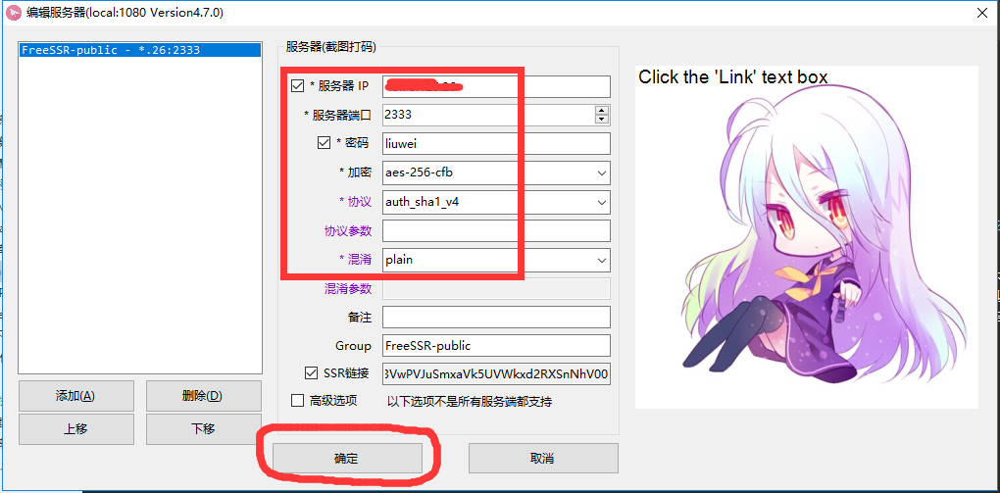 编辑服务器(local:1080 Version4.7.0)
FreeSSR-public - *.26:2333
服务器(截图打码)
* 服务器 IP
* 服务器端口 2333
* 密码 liuwei
* 加密 aes-256-cfb
* 协议 auth_sha1_v4
协议参数
* 混淆 plain
混淆参数
备注
Group FreeSSR-public
SSR链接 3VwPVJuSmxaVk5UVWkxd2RXSnNhV00
高级选项 以下选项不是所有服务端都支持
添加(A) 删除(D)
上移 下移
确定 取消
Click the 'Link' text box